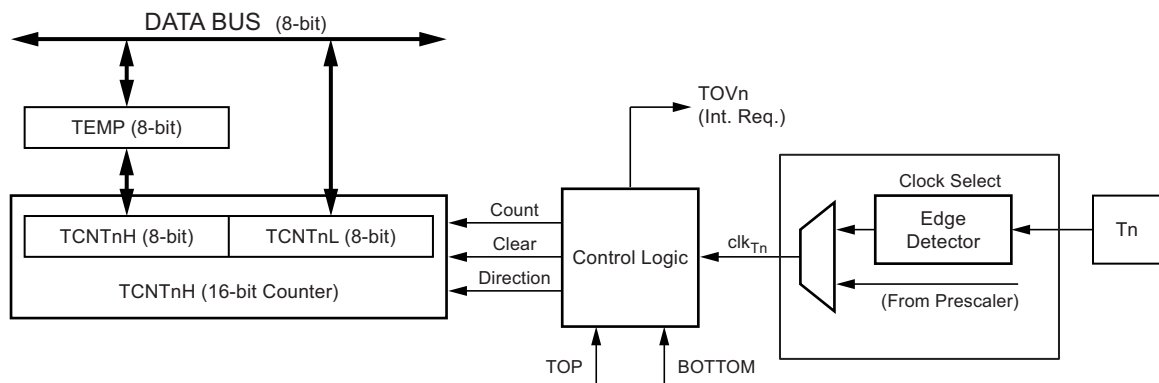 DATA BUS (8-bit)
TEMP (8-bit)
TCNTnH (8-bit)
TCNTnL (8-bit)
TCNTnH (16-bit Counter)
Count
Clear
Direction
TOVn
(Int. Req.)
Control Logic
TOP
BOTTOM
clkTn
Clock Select
Edge
Detector
(From Prescaler)
Tn